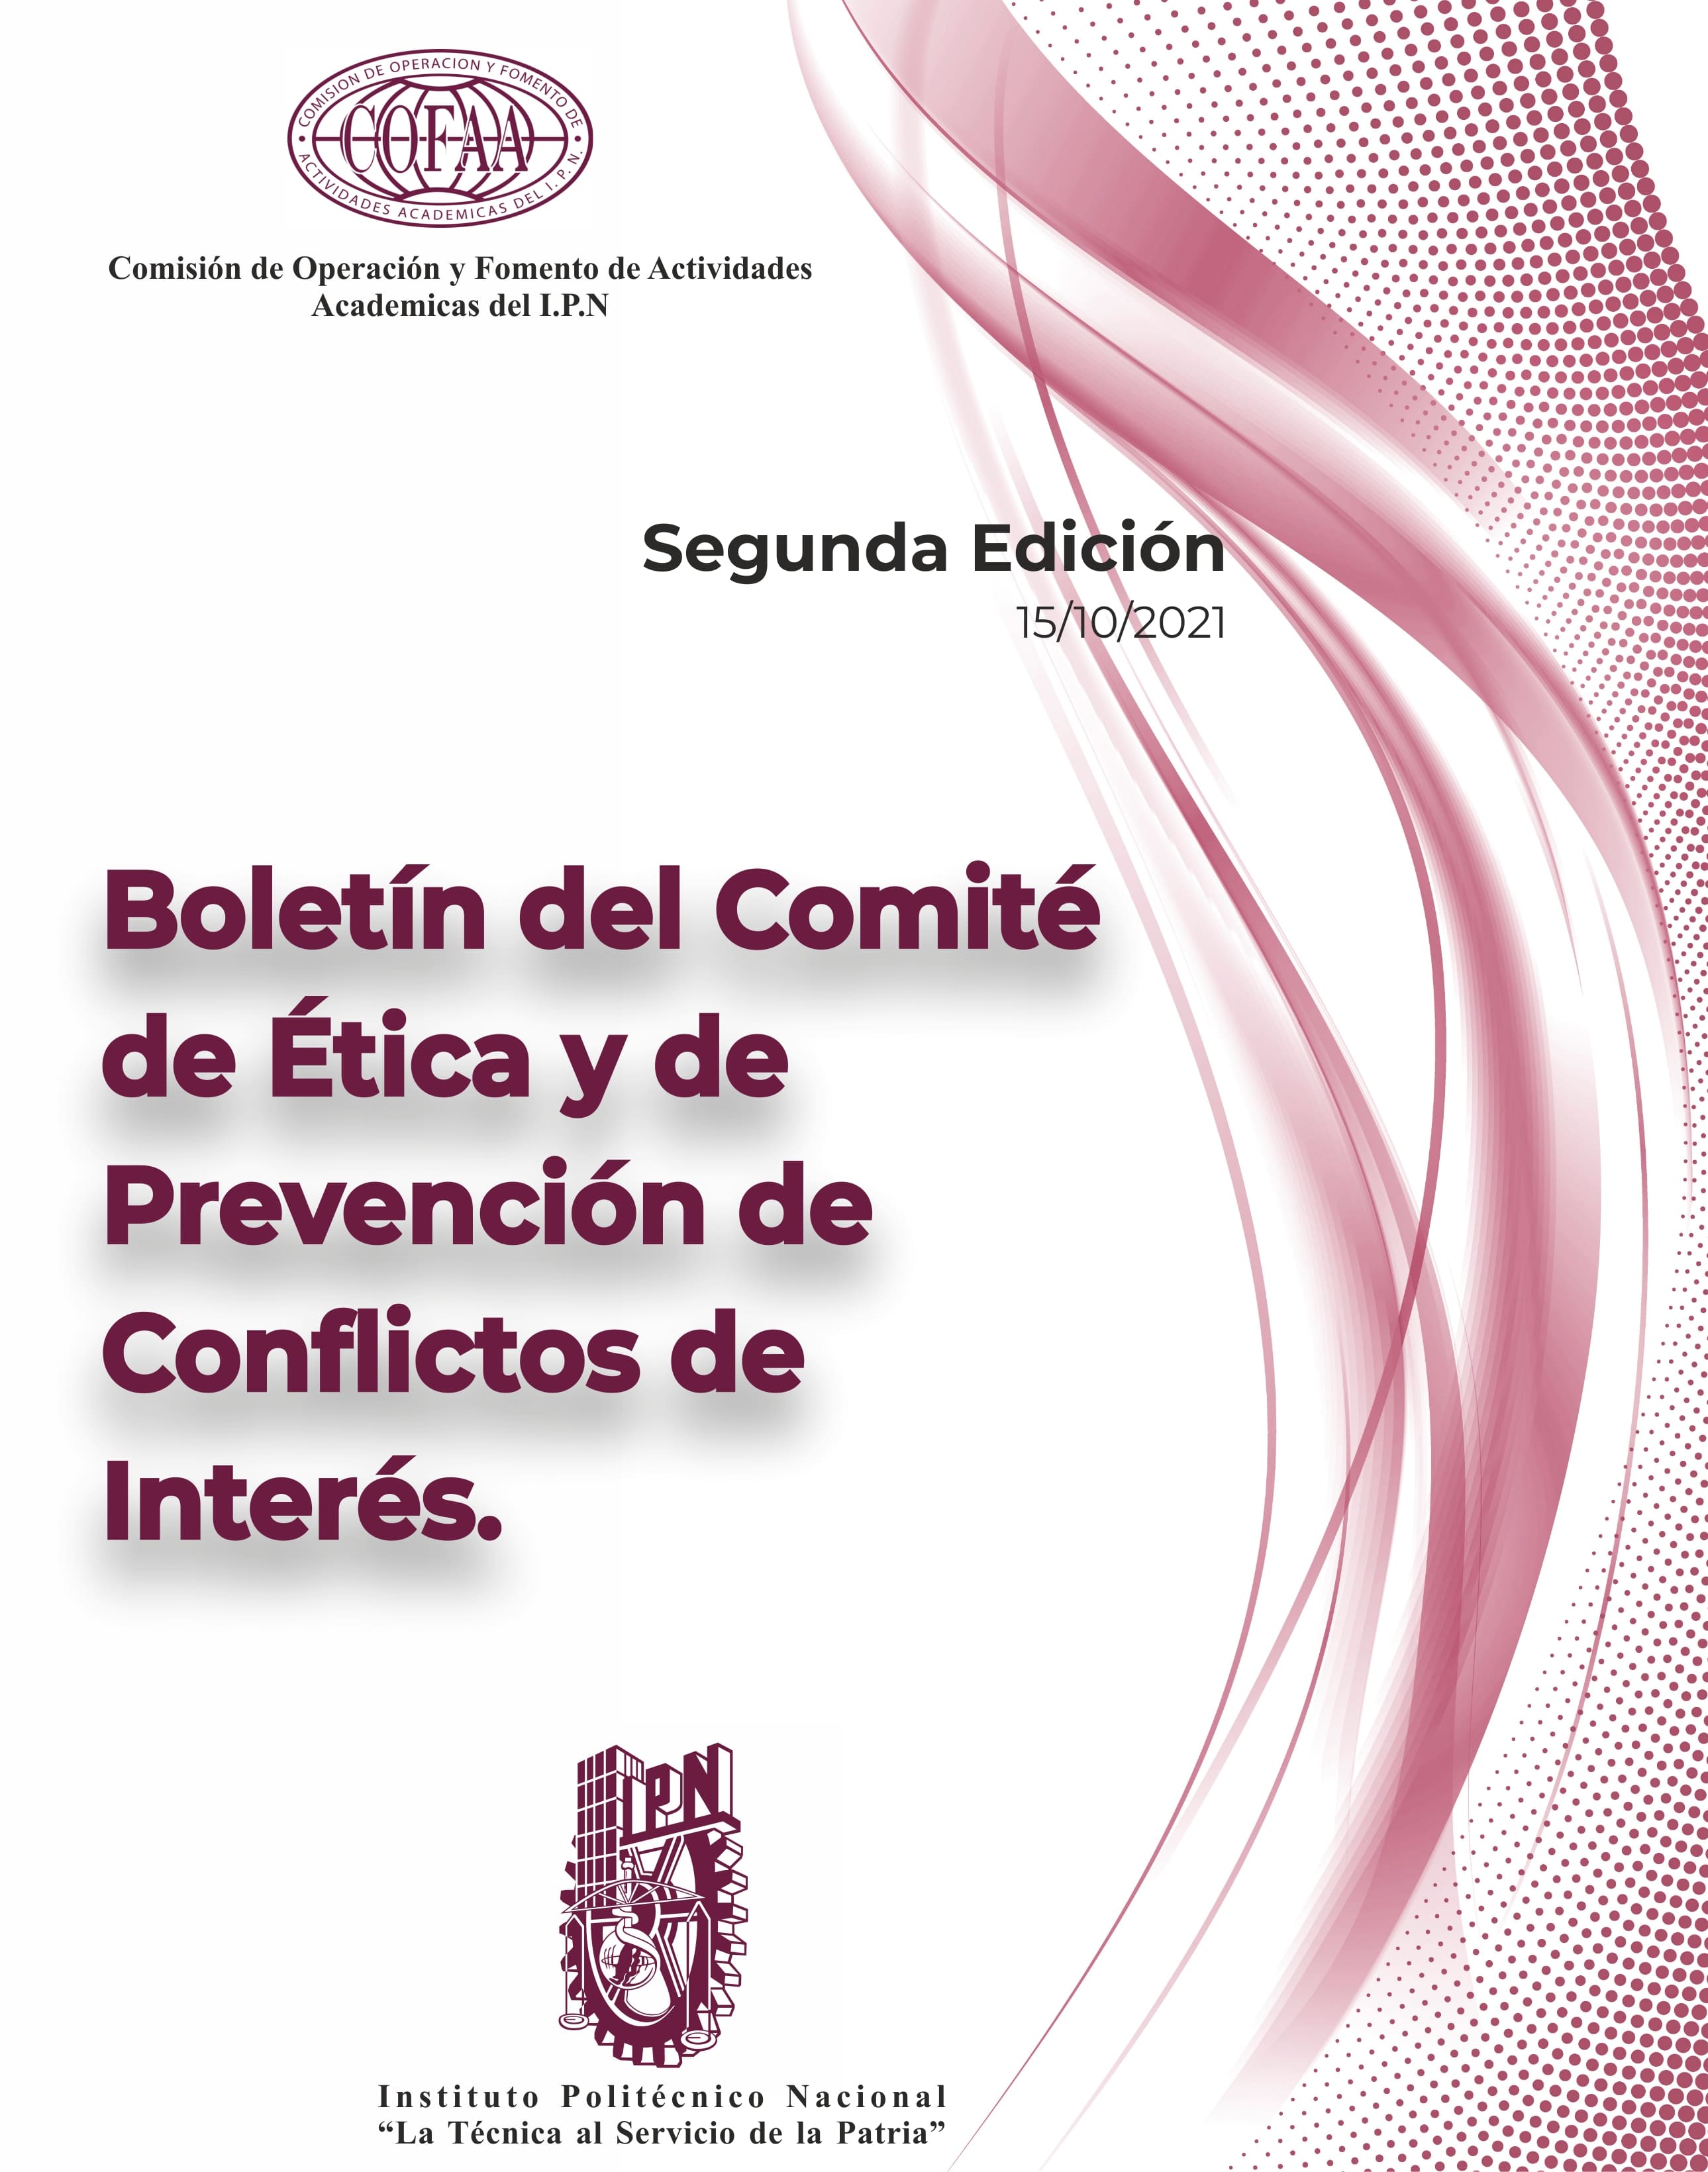 COMISION DE OPERACION Y FOMENTO DE
COFAA
ACTIVIDADES ACADEMICAS DEL I. P. N.
Comisión de Operación y Fomento de Actividades
Academicas del I.P.N
Segunda Edición
15/10/2021
Boletín del Comité
de Ética y de
Prevención de
Conflictos de
Interés.
IPN
Instituto Politécnico Nacional
“La Técnica al Servicio de la Patria”